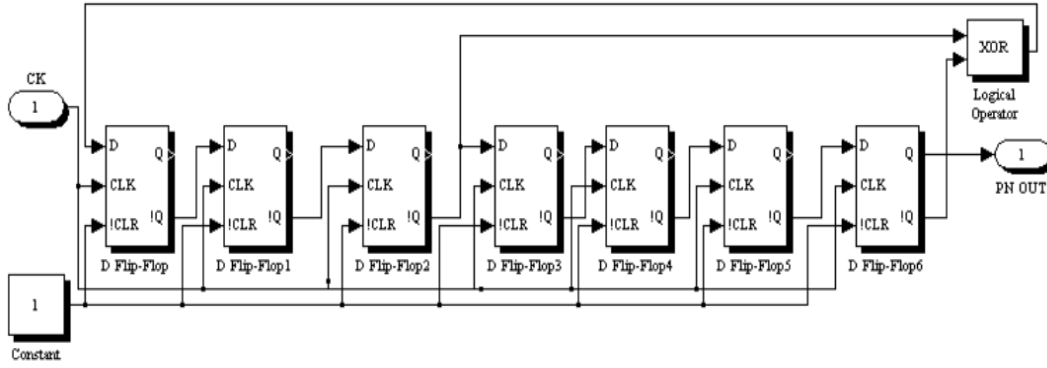 XOR
Logical
Operator
CK
1
D
Q
CLK
!Q
!CLR
D Flip-Flop
D
Q
CLK
!Q
!CLR
D Flip-Flop1
D
Q
CLK
!Q
!CLR
D Flip-Flop2
D
Q
CLK
!Q
!CLR
D Flip-Flop3
D
Q
CLK
!Q
!CLR
D Flip-Flop4
D
Q
CLK
!Q
!CLR
D Flip-Flop5
D
Q
CLK
!Q
!CLR
D Flip-Flop6
1
PN OUT
1
Constant